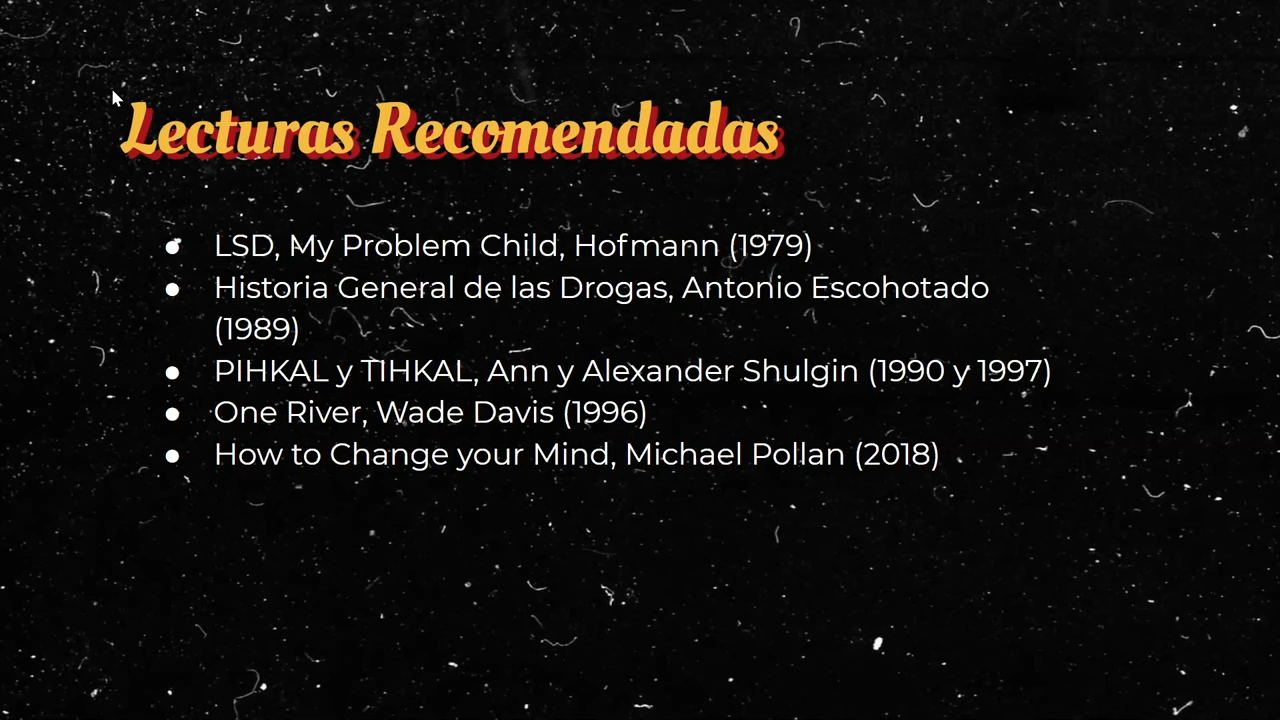 Lecturas Recomendadas
● LSD, My Problem Child, Hofmann (1979)
● Historia General de las Drogas, Antonio Escohotado
(1989)
● PIHKAL y TIHKAL, Ann y Alexander Shulgin (1990 y 1997)
● One River, Wade Davis (1996)
● How to Change your Mind, Michael Pollan (2018)